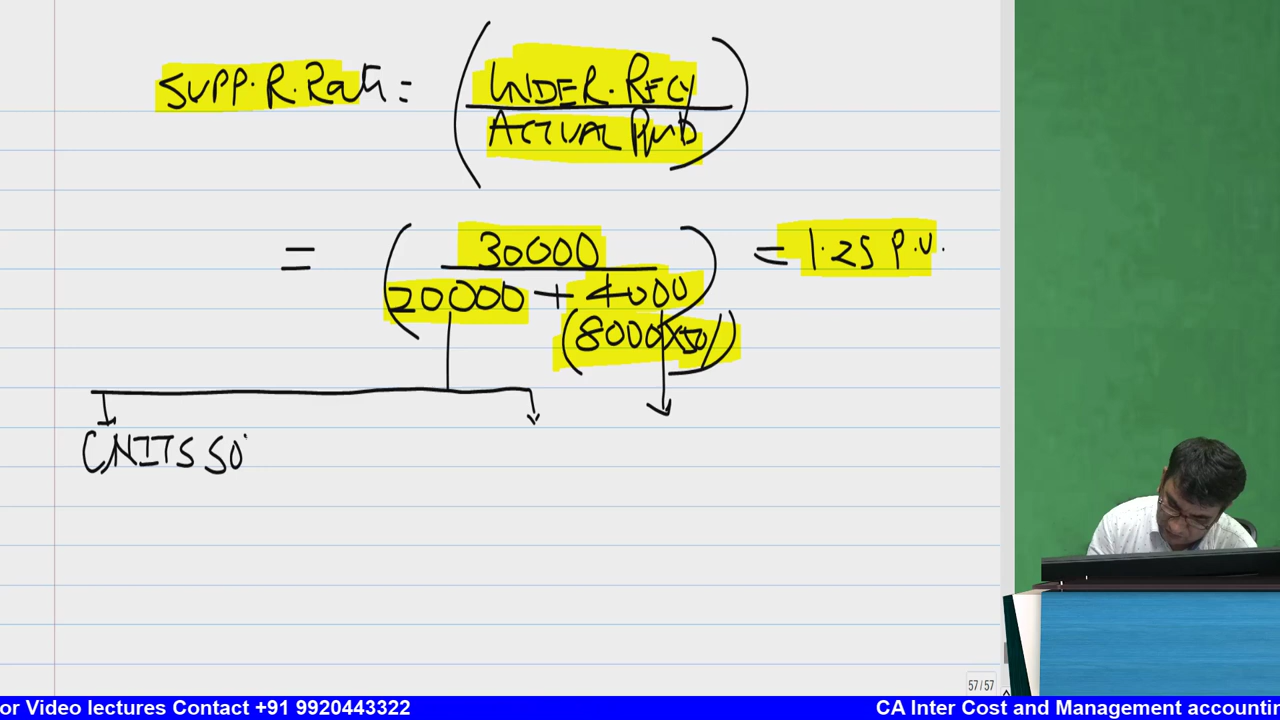 SUPP. R. Rate = (UNDER. RECY
ACTUAL Prod)
= (30000
20000 + 4000) = 1.25 P.U.
(8000x50%)
UNITS SO
57/57
or Video lectures Contact +91 9920443322 CA Inter Cost and Management accountin